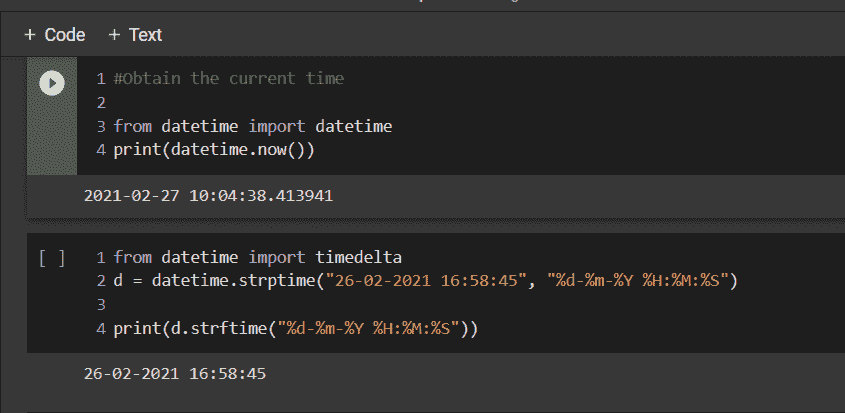 + Code + Text
1 #Obtain the current time
2
3 from datetime import datetime
4 print(datetime.now())
2021-02-27 10:04:38.413941
[ ] 1 from datetime import timedelta
2 d = datetime.strptime("26-02-2021 16:58:45", "%d-%m-%Y %H:%M:%S")
3
4 print(d.strftime("%d-%m-%Y %H:%M:%S"))
26-02-2021 16:58:45